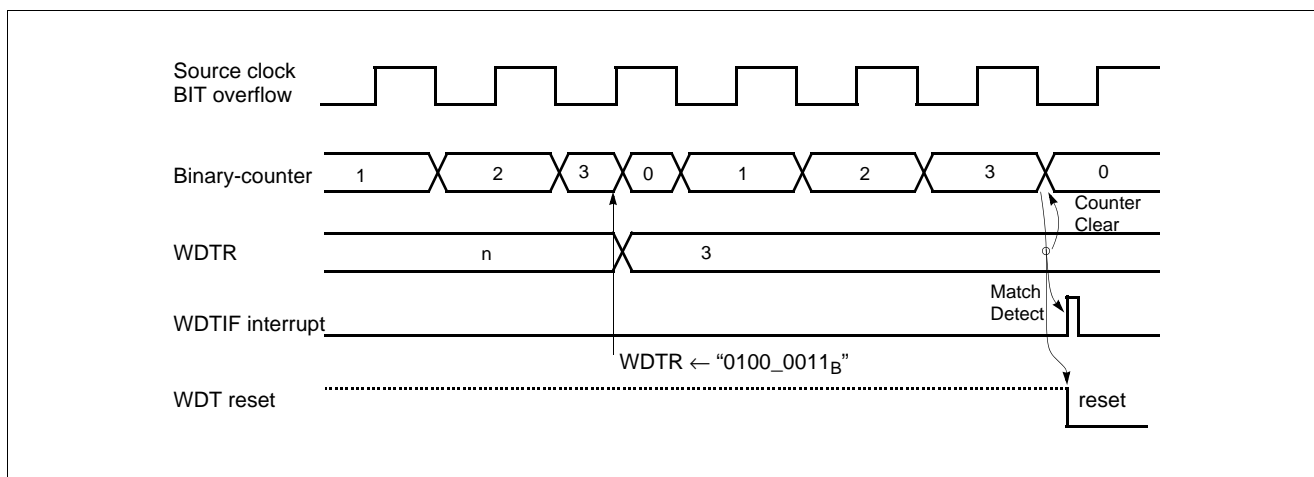 Source clock
BIT overflow
Binary-counter
1 2 3 0 1 2 3 0
Counter
Clear
WDTR
n 3
Match
Detect
WDTIF interrupt
WDTR ← “0100_0011B”
WDT reset
reset